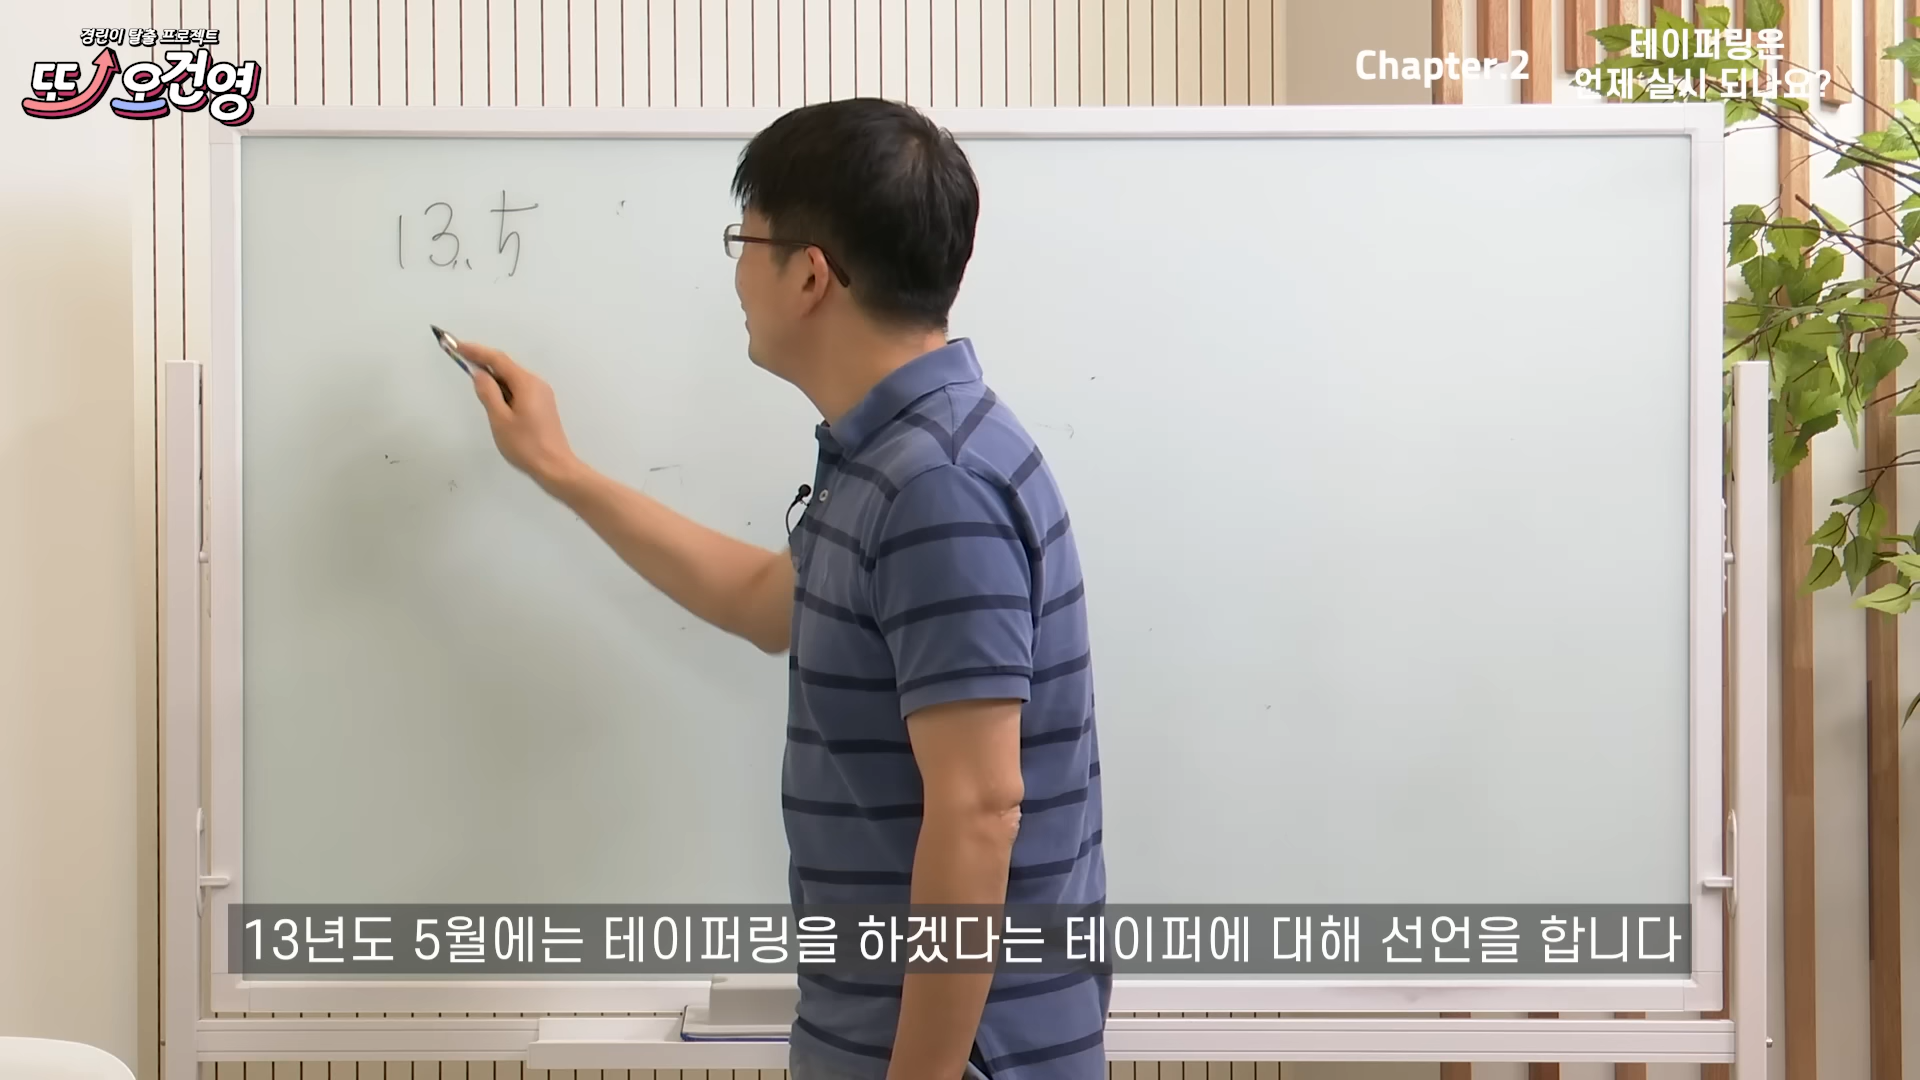 경린이 탈출 프로젝트
또! 오건영
Chapter.2
테이퍼링은
언제 실시 되나요?
13.5
13년도 5월에는 테이퍼링을 하겠다는 테이퍼에 대해 선언을 합니다